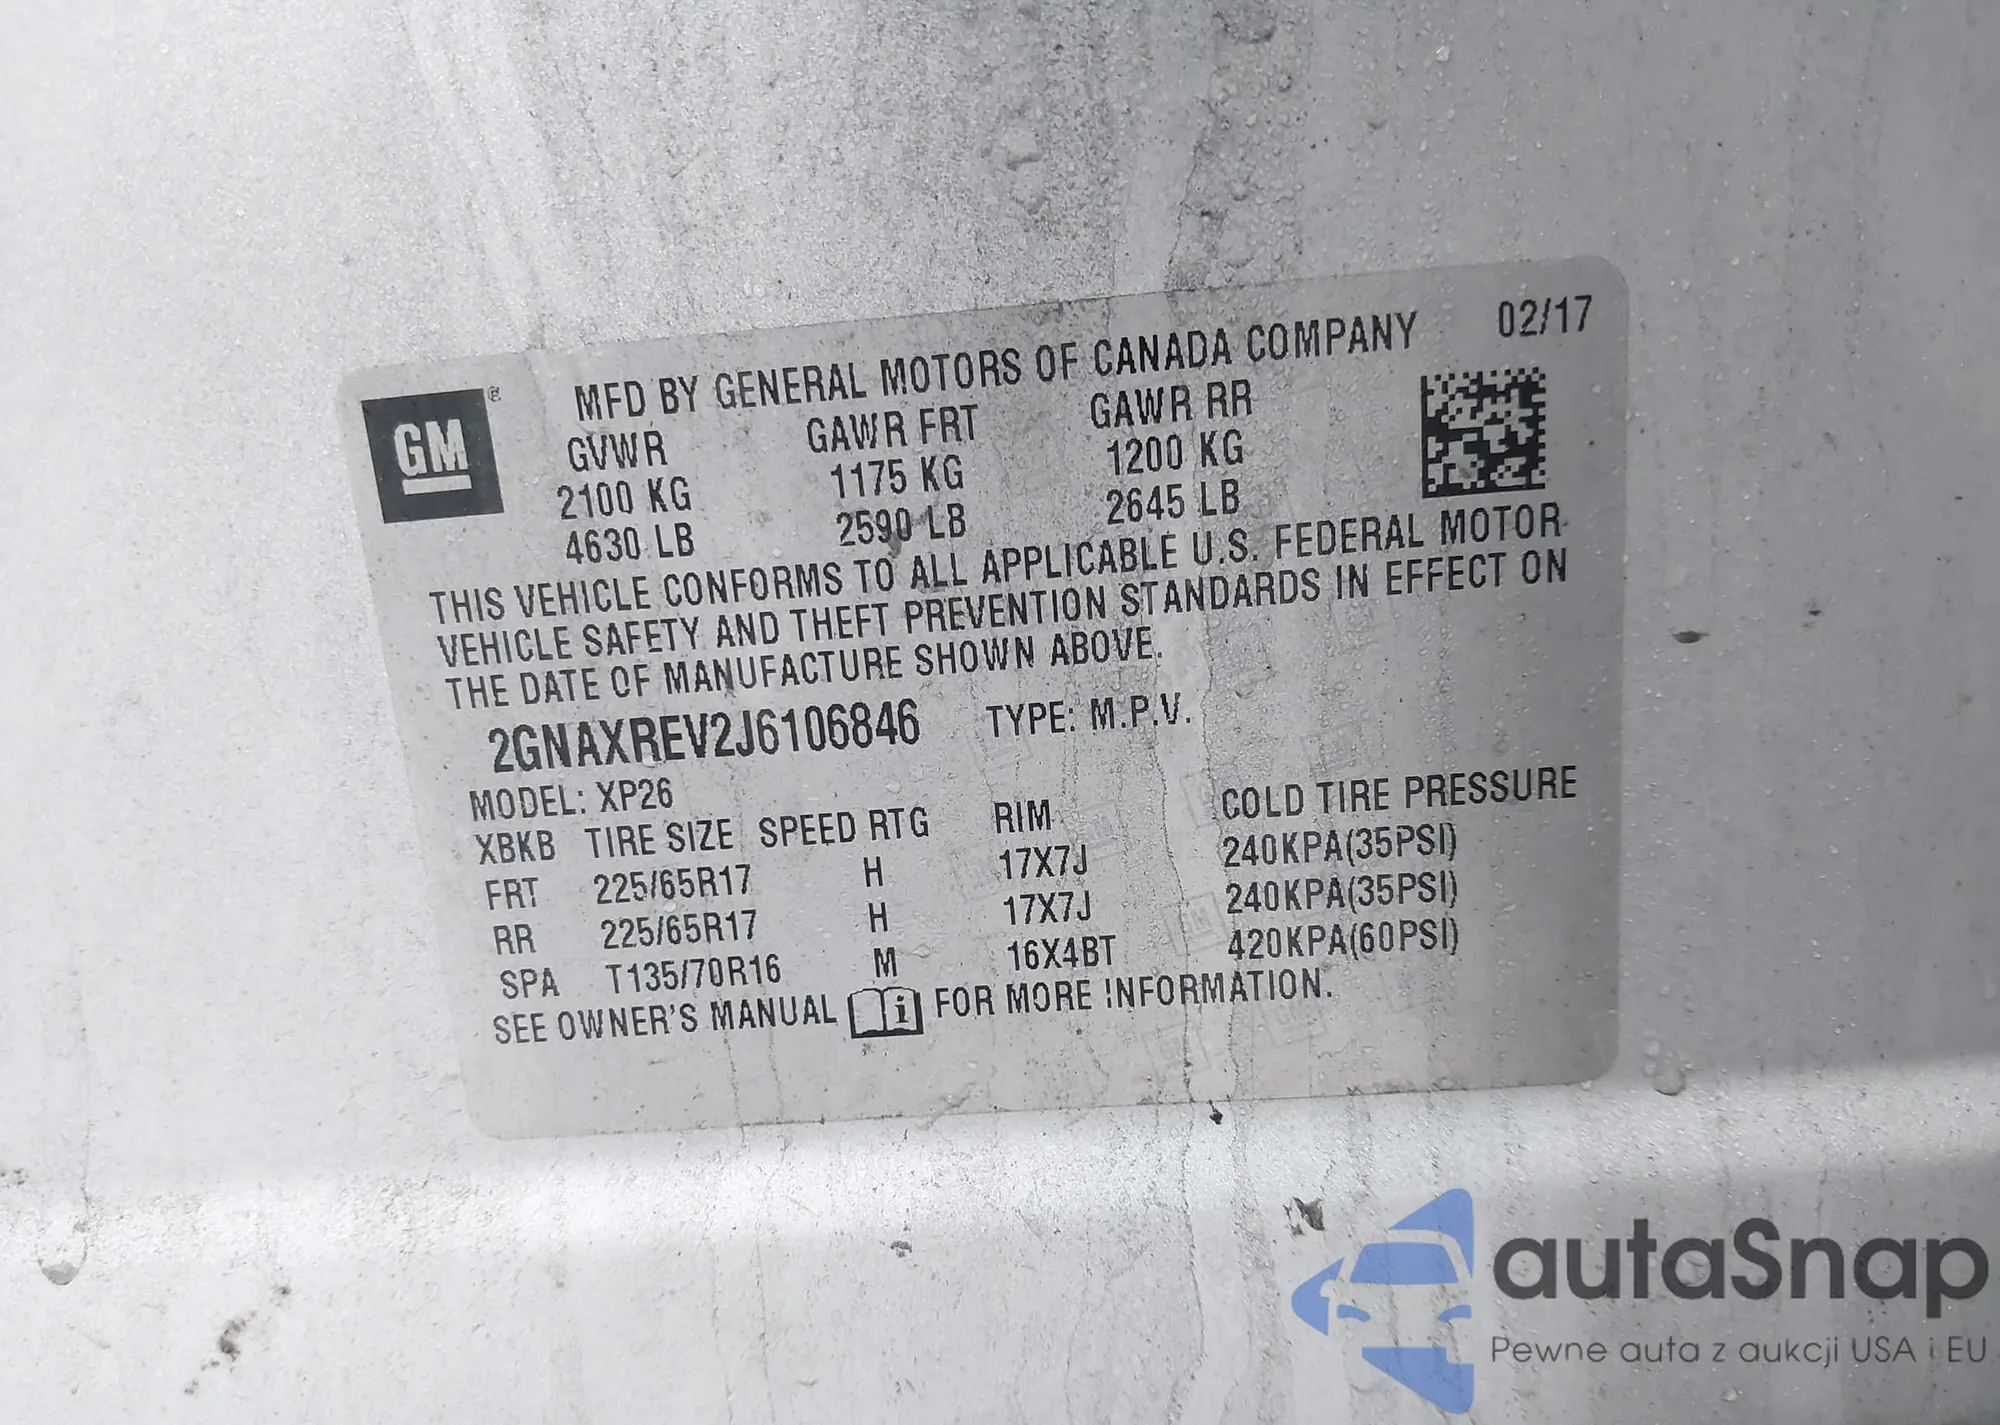 GM ®
MFD BY GENERAL MOTORS OF CANADA COMPANY 02/17
GVWR GAWR FRT GAWR RR
2100 KG 1175 KG 1200 KG
4630 LB 2590 LB 2645 LB
THIS VEHICLE CONFORMS TO ALL APPLICABLE U.S. FEDERAL MOTOR
VEHICLE SAFETY AND THEFT PREVENTION STANDARDS IN EFFECT ON
THE DATE OF MANUFACTURE SHOWN ABOVE.
2GNAXREV2J6106846 TYPE: M.P.V.
MODEL: XP26
XBKB TIRE SIZE SPEED RTG RIM COLD TIRE PRESSURE
FRT 225/65R17 H 17X7J 240KPA(35PSI)
RR 225/65R17 H 17X7J 240KPA(35PSI)
SPA T135/70R16 M 16X4BT 420KPA(60PSI)
SEE OWNER'S MANUAL i FOR MORE INFORMATION.
autaSnap
Pewne auta z aukcji USA i EU